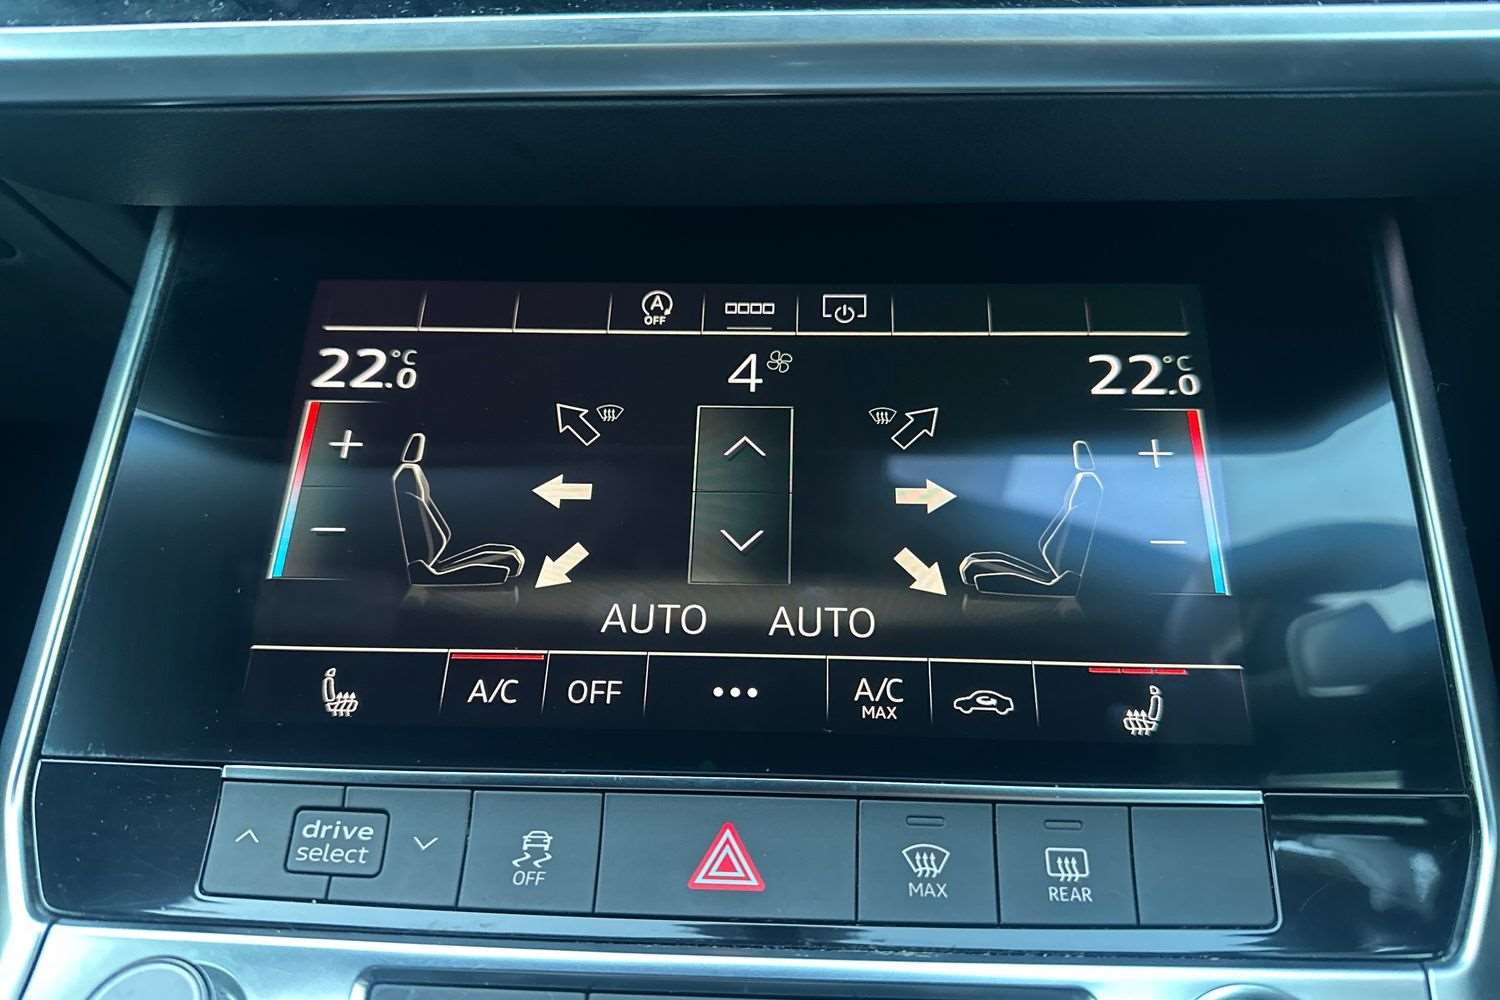 A
OFF
22.0°C
4
22.0°C
AUTO AUTO
A/C
OFF
A/C
MAX
drive
select
OFF
MAX
REAR